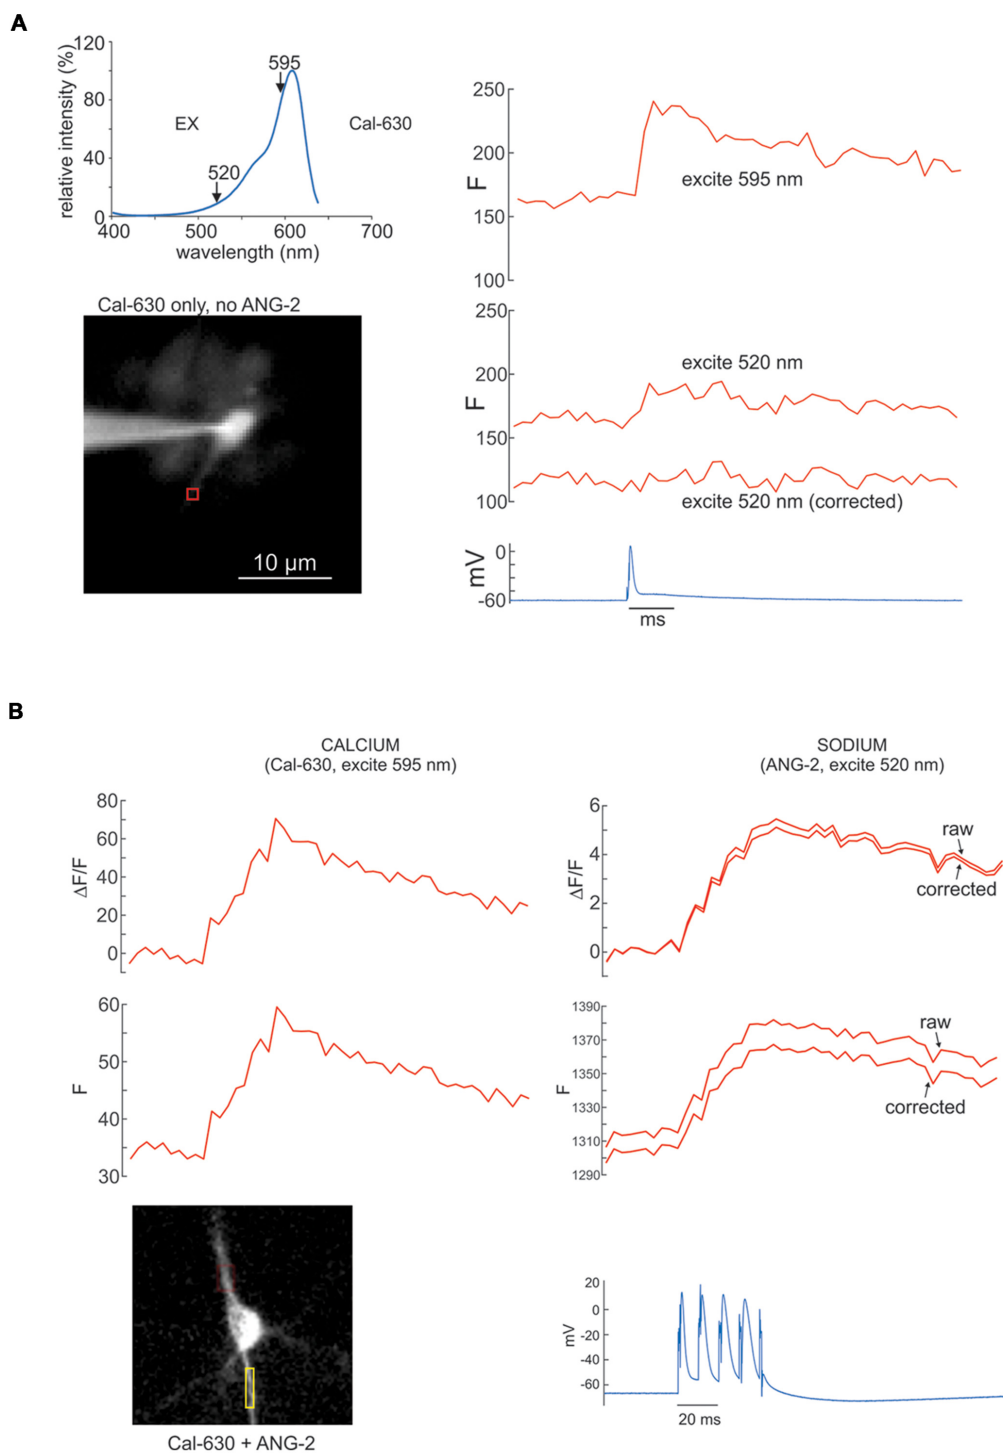 A
120
80
40
0
relative intensity (%)
595
EX
Cal-630
520
400
500
600
700
wavelength (nm)
Cal-630 only, no ANG-2
10 µm
250
200
150
100
F
excite 595 nm
250
200
150
100
F
excite 520 nm
excite 520 nm (corrected)
0
-60
mV
ms
B
CALCIUM
(Cal-630, excite 595 nm)
80
60
40
20
0
ΔF/F
60
50
40
30
F
Cal-630 + ANG-2
SODIUM
(ANG-2, excite 520 nm)
6
4
2
0
ΔF/F
raw
corrected
1390
1370
1350
1330
1310
1290
F
raw
corrected
20
0
-20
-40
-60
mV
20 ms